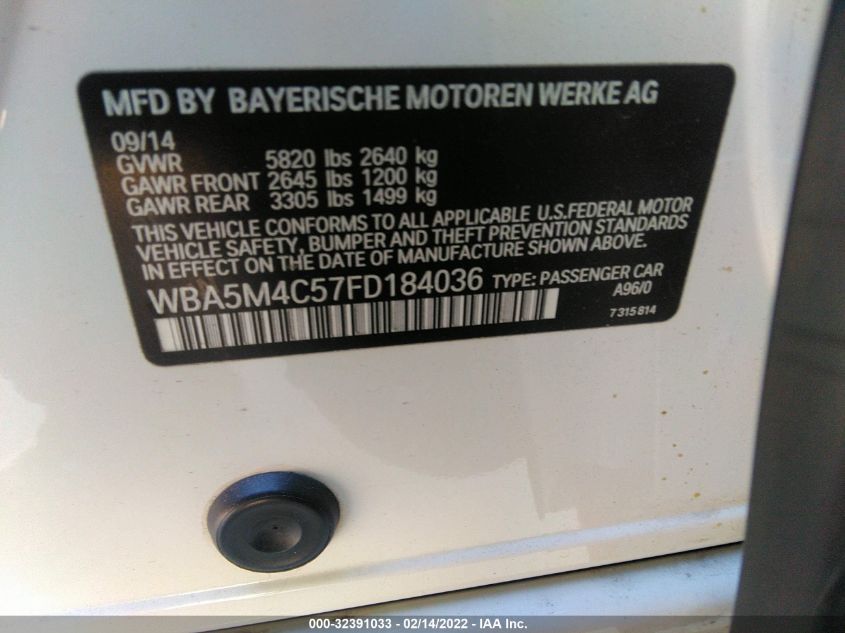 MFD BY BAYERISCHE MOTOREN WERKE AG
09/14
GVWR 5820 lbs 2640 kg
GAWR FRONT 2645 lbs 1200 kg
GAWR REAR 3305 lbs 1499 kg
THIS VEHICLE CONFORMS TO ALL APPLICABLE U.S.FEDERAL MOTOR
VEHICLE SAFETY, BUMPER AND THEFT PREVENTION STANDARDS
IN EFFECT ON THE DATE OF MANUFACTURE SHOWN ABOVE.
WBA5M4C57FD184036 TYPE: PASSENGER CAR
A96/0
7 315 814
000-32391033 - 02/14/2022 - IAA Inc.